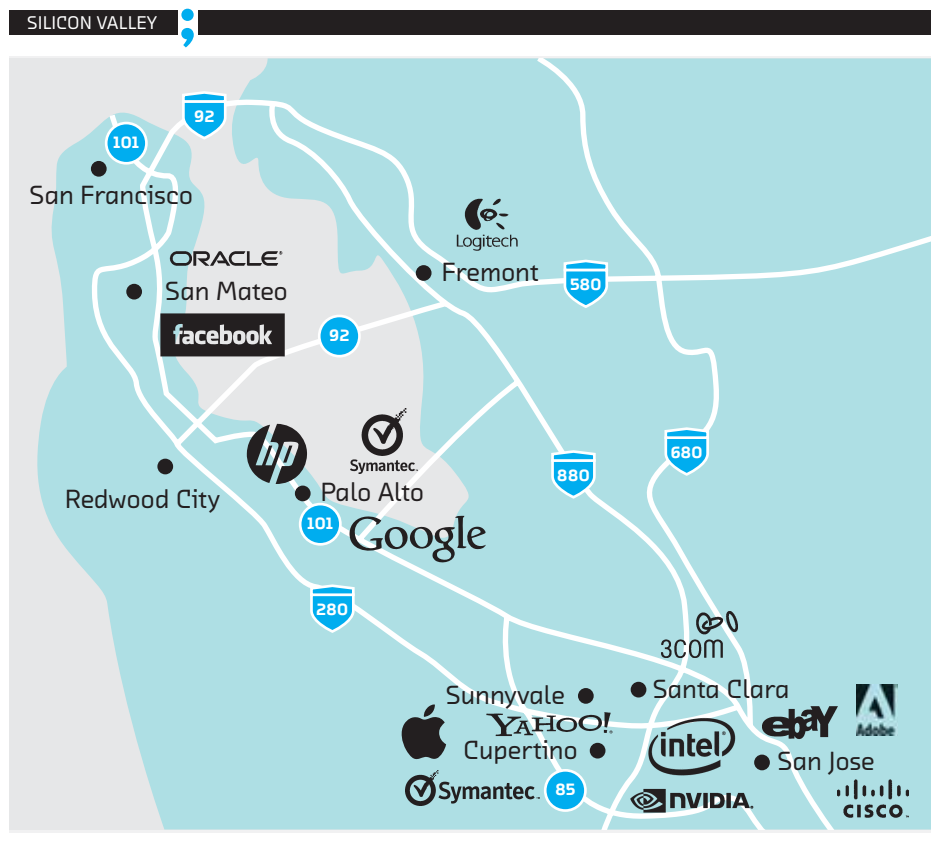 SILICON VALLEY
92
101
San Francisco
Logitech
ORACLE®
Fremont
580
San Mateo
facebook
92
hp
Symantec.
680
880
Redwood City
Palo Alto
101
Google
280
3COM
Sunnyvale
Santa Clara
YAHOO!
ebaY
Adobe
Cupertino
intel
San Jose
Symantec.
85
NVIDIA.
CISCO.